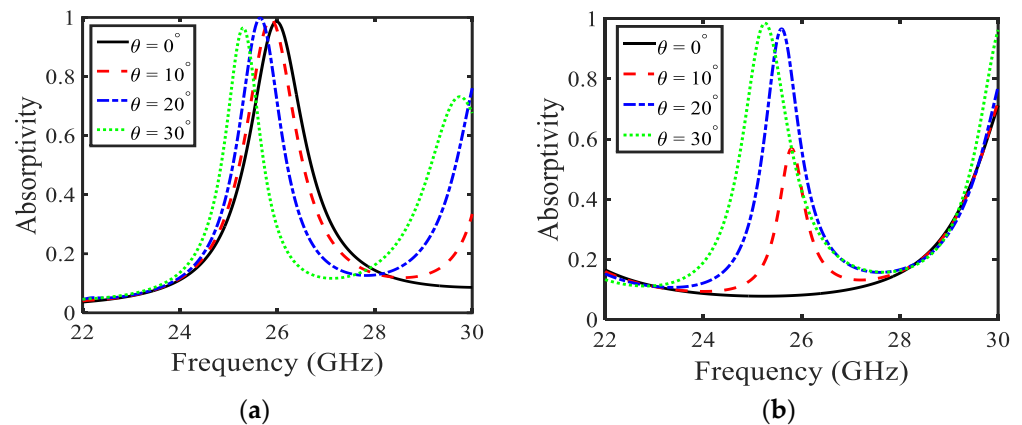 1
0.8
0.6
0.4
0.2
0
Absorptivity
θ = 0°
θ = 10°
θ = 20°
θ = 30°
22 24 26 28 30
Frequency (GHz)
(a)
1
0.8
0.6
0.4
0.2
0
Absorptivity
θ = 0°
θ = 10°
θ = 20°
θ = 30°
22 24 26 28 30
Frequency (GHz)
(b)